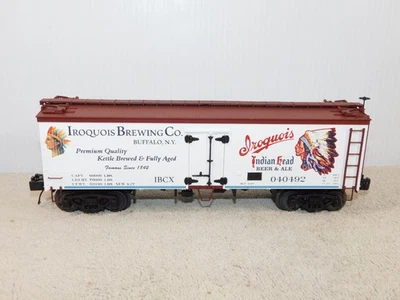 IROQUOIS BREWING CO.
BUFFALO, N.Y.
Premium Quality
Kettle Brewed & Fully Aged
Famous Since 1842
IBCX
Iroquois
Indian Head
BEER & ALE
040492